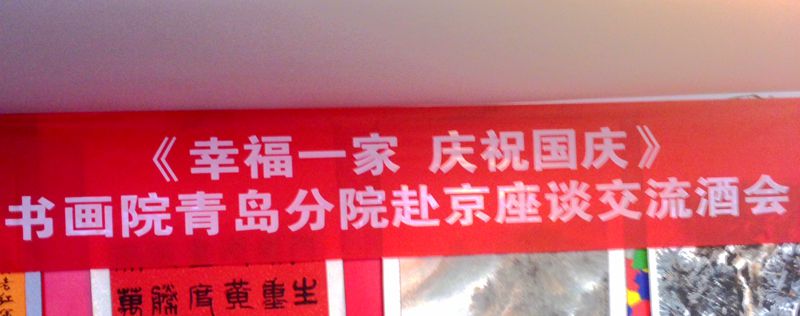 《幸福一家 庆祝国庆》
书画院青岛分院赴京座谈交流酒会